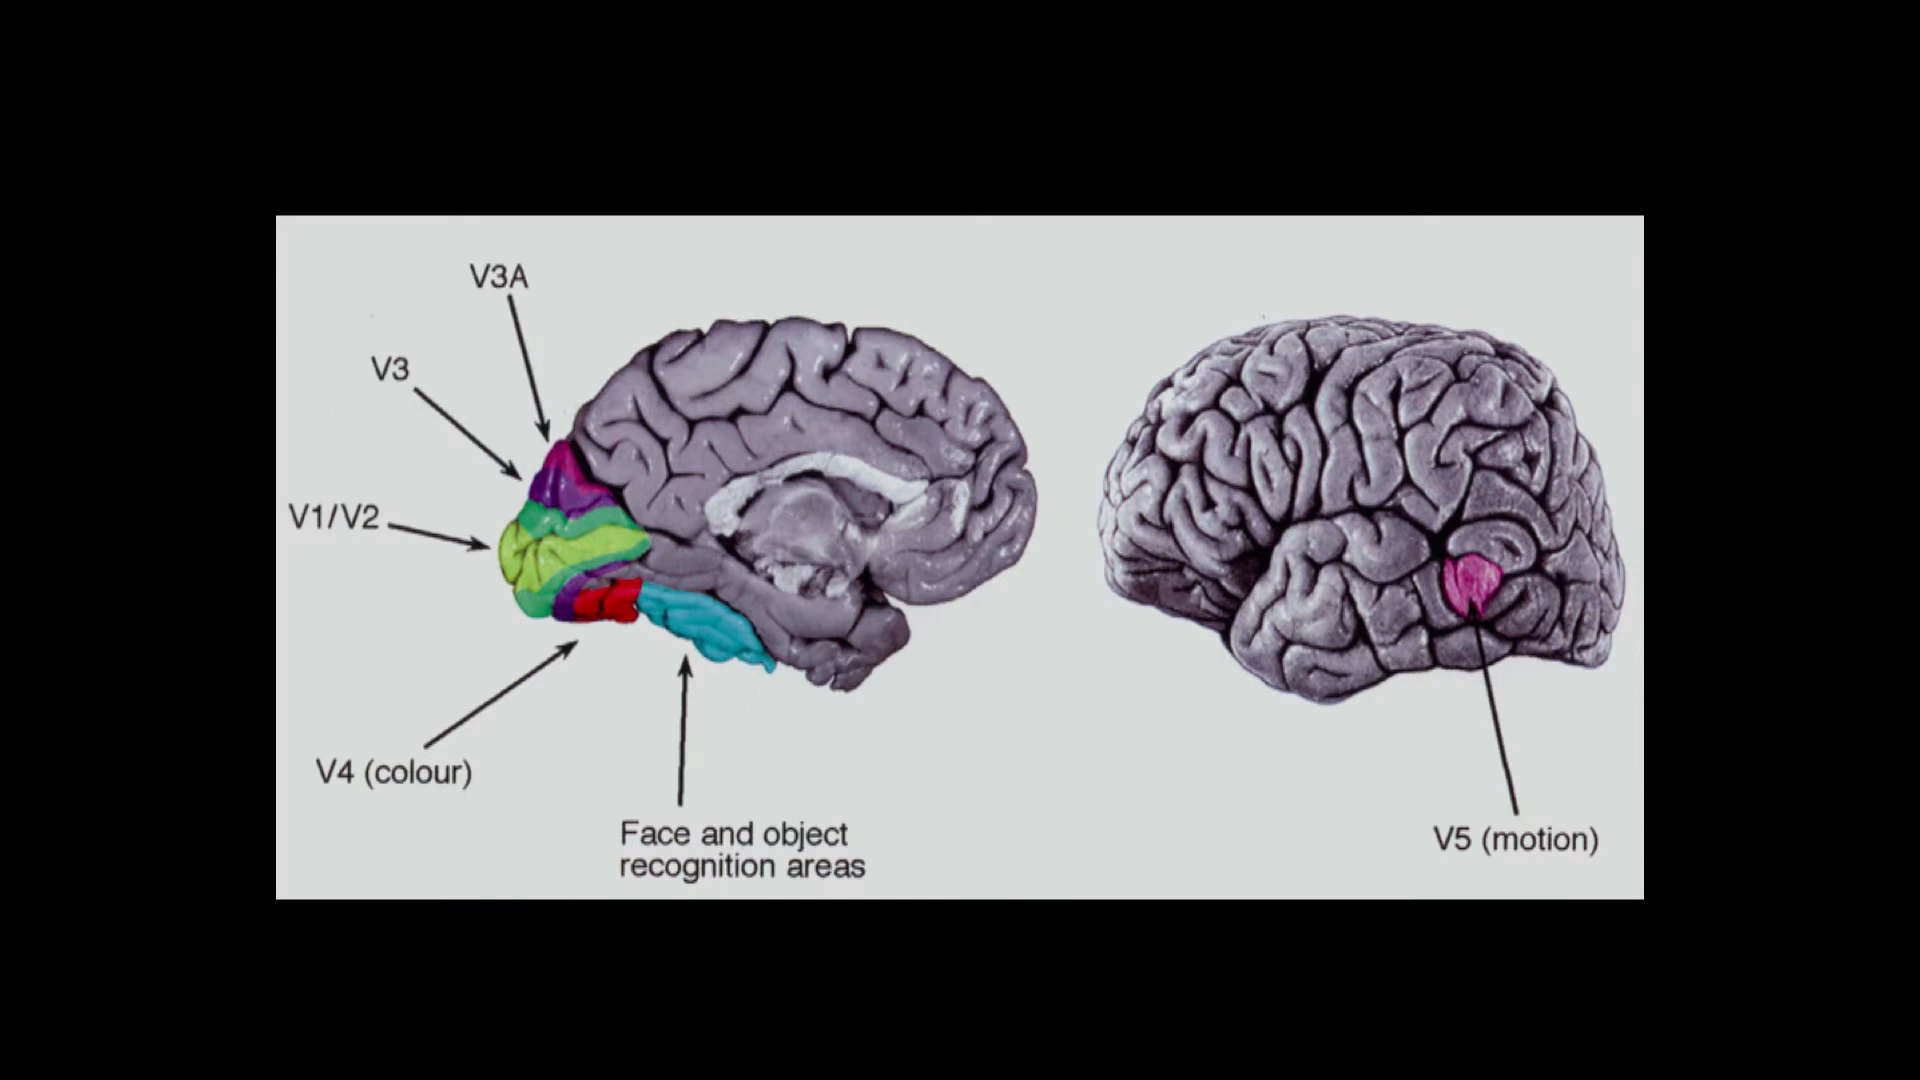 V3A
V3
V1/V2
V4 (colour)
Face and object
recognition areas
V5 (motion)